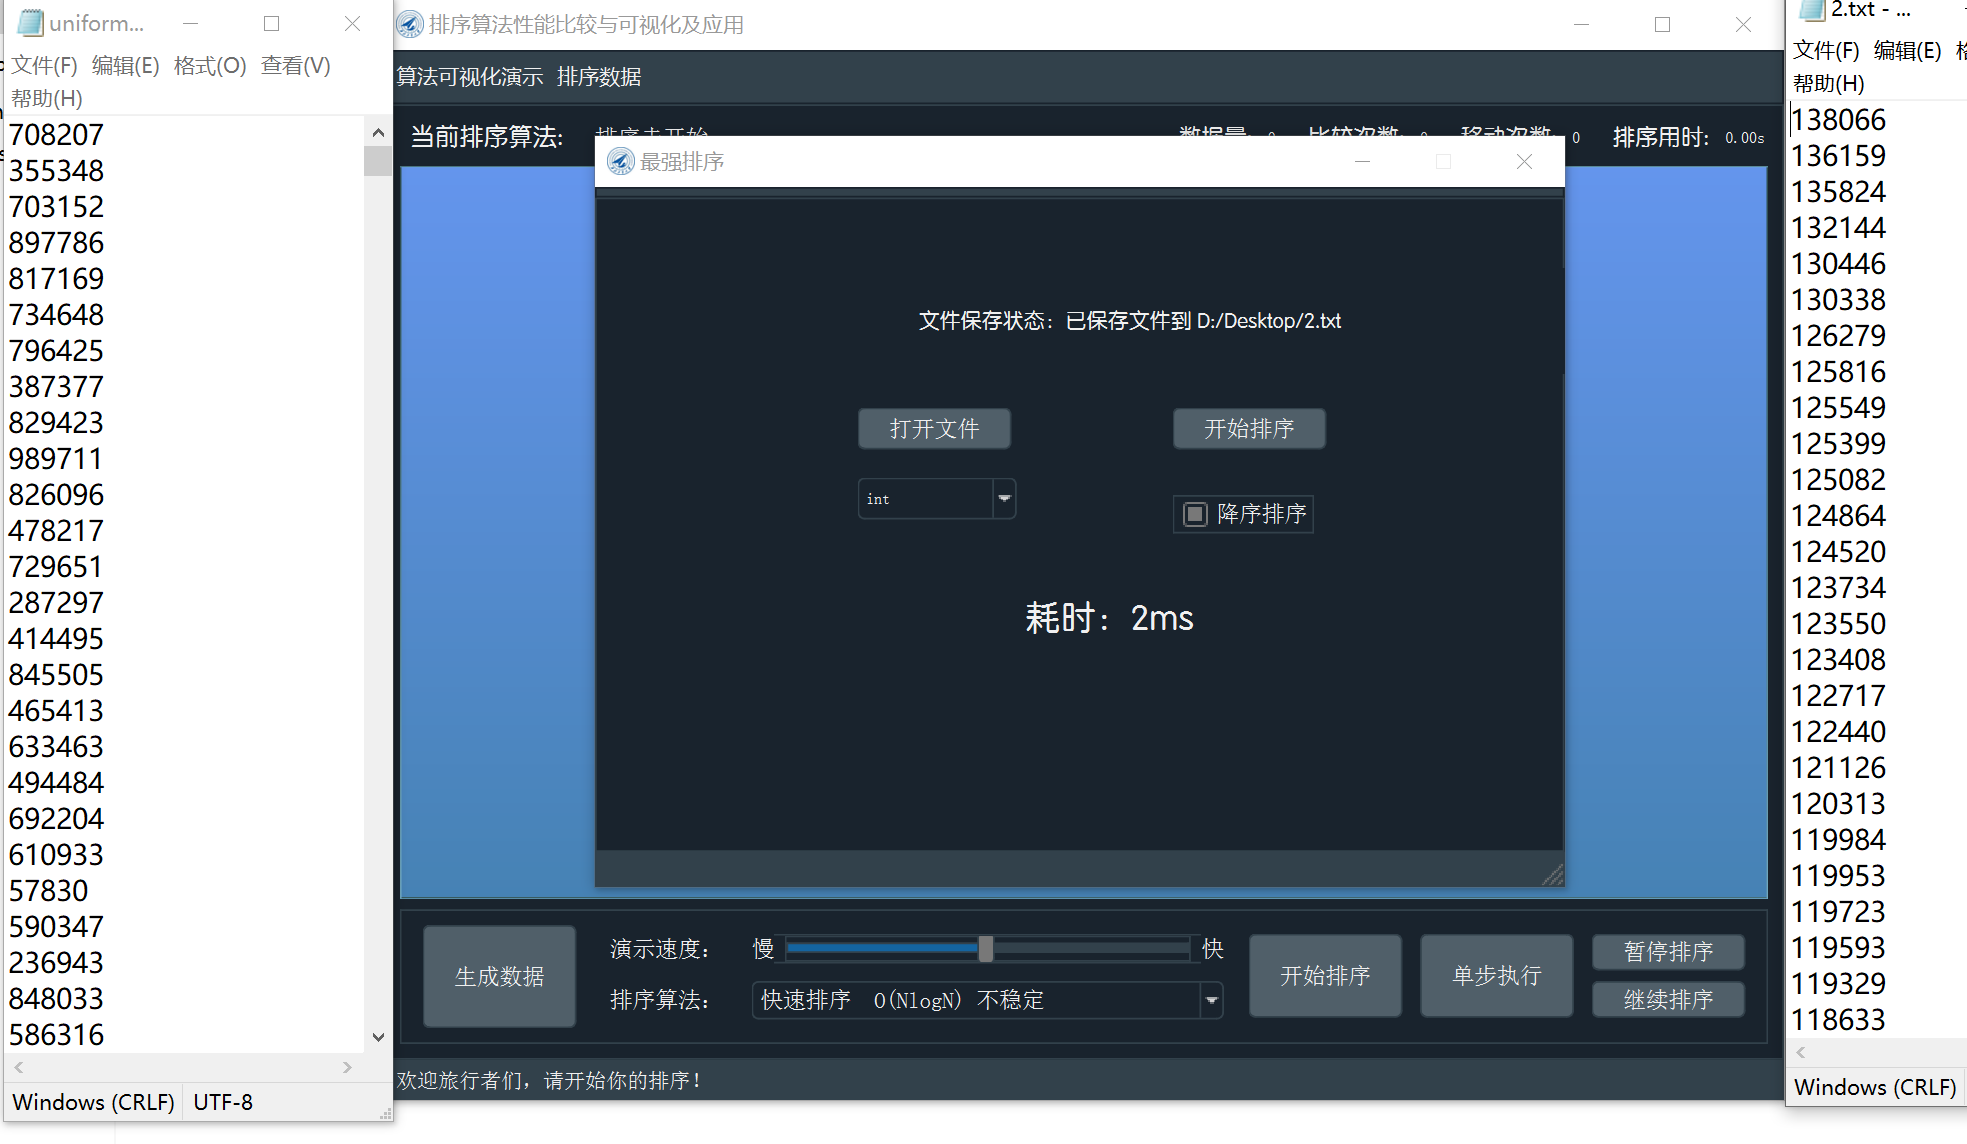 uniform...
文件(F) 编辑(E) 格式(O) 查看(V)
帮助(H)
708207
355348
703152
897786
817169
734648
796425
387377
829423
989711
826096
478217
729651
287297
414495
845505
465413
633463
494484
692204
610933
57830
590347
236943
848033
586316
Windows (CRLF) UTF-8
排序算法性能比较与可视化及应用
算法可视化演示 排序数据
当前排序算法: 排序未开始 数据量: 0 比较次数: 0 移动次数: 0 排序用时: 0.00s
最强排序
文件保存状态：已保存文件到 D:/Desktop/2.txt
打开文件 开始排序
int 降序排序
耗时：2ms
生成数据
演示速度： 慢 快
排序算法： 快速排序 O(NlogN) 不稳定
开始排序 单步执行
暂停排序
继续排序
欢迎旅行者们，请开始你的排序！
2.txt - ...
文件(F) 编辑(E)
帮助(H)
138066
136159
135824
132144
130446
130338
126279
125816
125549
125399
125082
124864
124520
123734
123550
123408
122717
122440
121126
120313
119984
119953
119723
119593
119329
118633
Windows (CRLF)